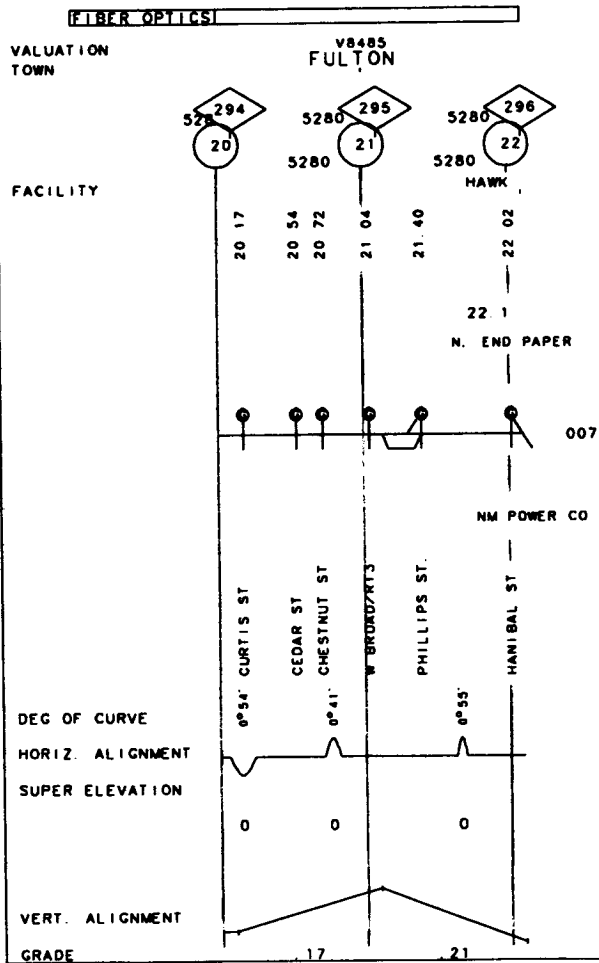 FIBER OPTICS
VALUATION V8485
TOWN FULTON
294 295 296
528 5280 5280
20 21 22
5280 5280
FACILITY HAWK
20 17
20 54
20 72
21 04
21.40
22 02
22.1
N. END PAPER
007
NM POWER CO
CURTIS ST
CEDAR ST
CHESTNUT ST
W BROAD/RT3
PHILLIPS ST.
HANIBAL ST
DEG OF CURVE 0°54' 0°41' 0°55'
HORIZ. ALIGNMENT
SUPER ELEVATION
0 0 0
VERT. ALIGNMENT
GRADE .17 .21